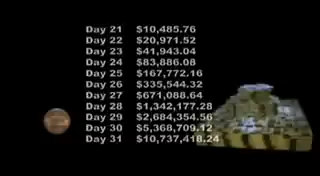 Day 21 $10,485.76
Day 22 $20,971.52
Day 23 $41,943.04
Day 24 $83,886.08
Day 25 $167,772.16
Day 26 $335,544.32
Day 27 $671,088.64
Day 28 $1,342,177.28
Day 29 $2,684,354.56
Day 30 $5,368,709.12
Day 31 $10,737,418.24